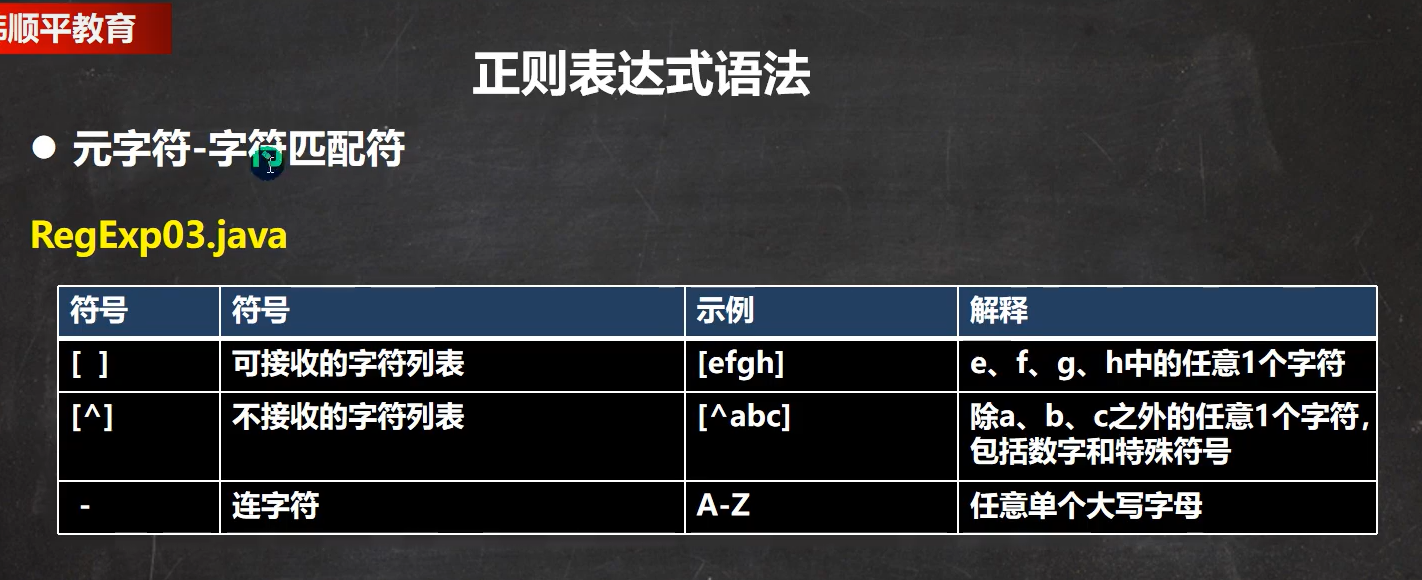 顺平教育
正则表达式语法
● 元字符-字符匹配符
RegExp03.java
符号 符号 示例 解释
[ ] 可接收的字符列表 [efgh] e、f、g、h中的任意1个字符
[^] 不接收的字符列表 [^abc] 除a、b、c之外的任意1个字符,
包括数字和特殊符号
- 连字符 A-Z 任意单个大写字母